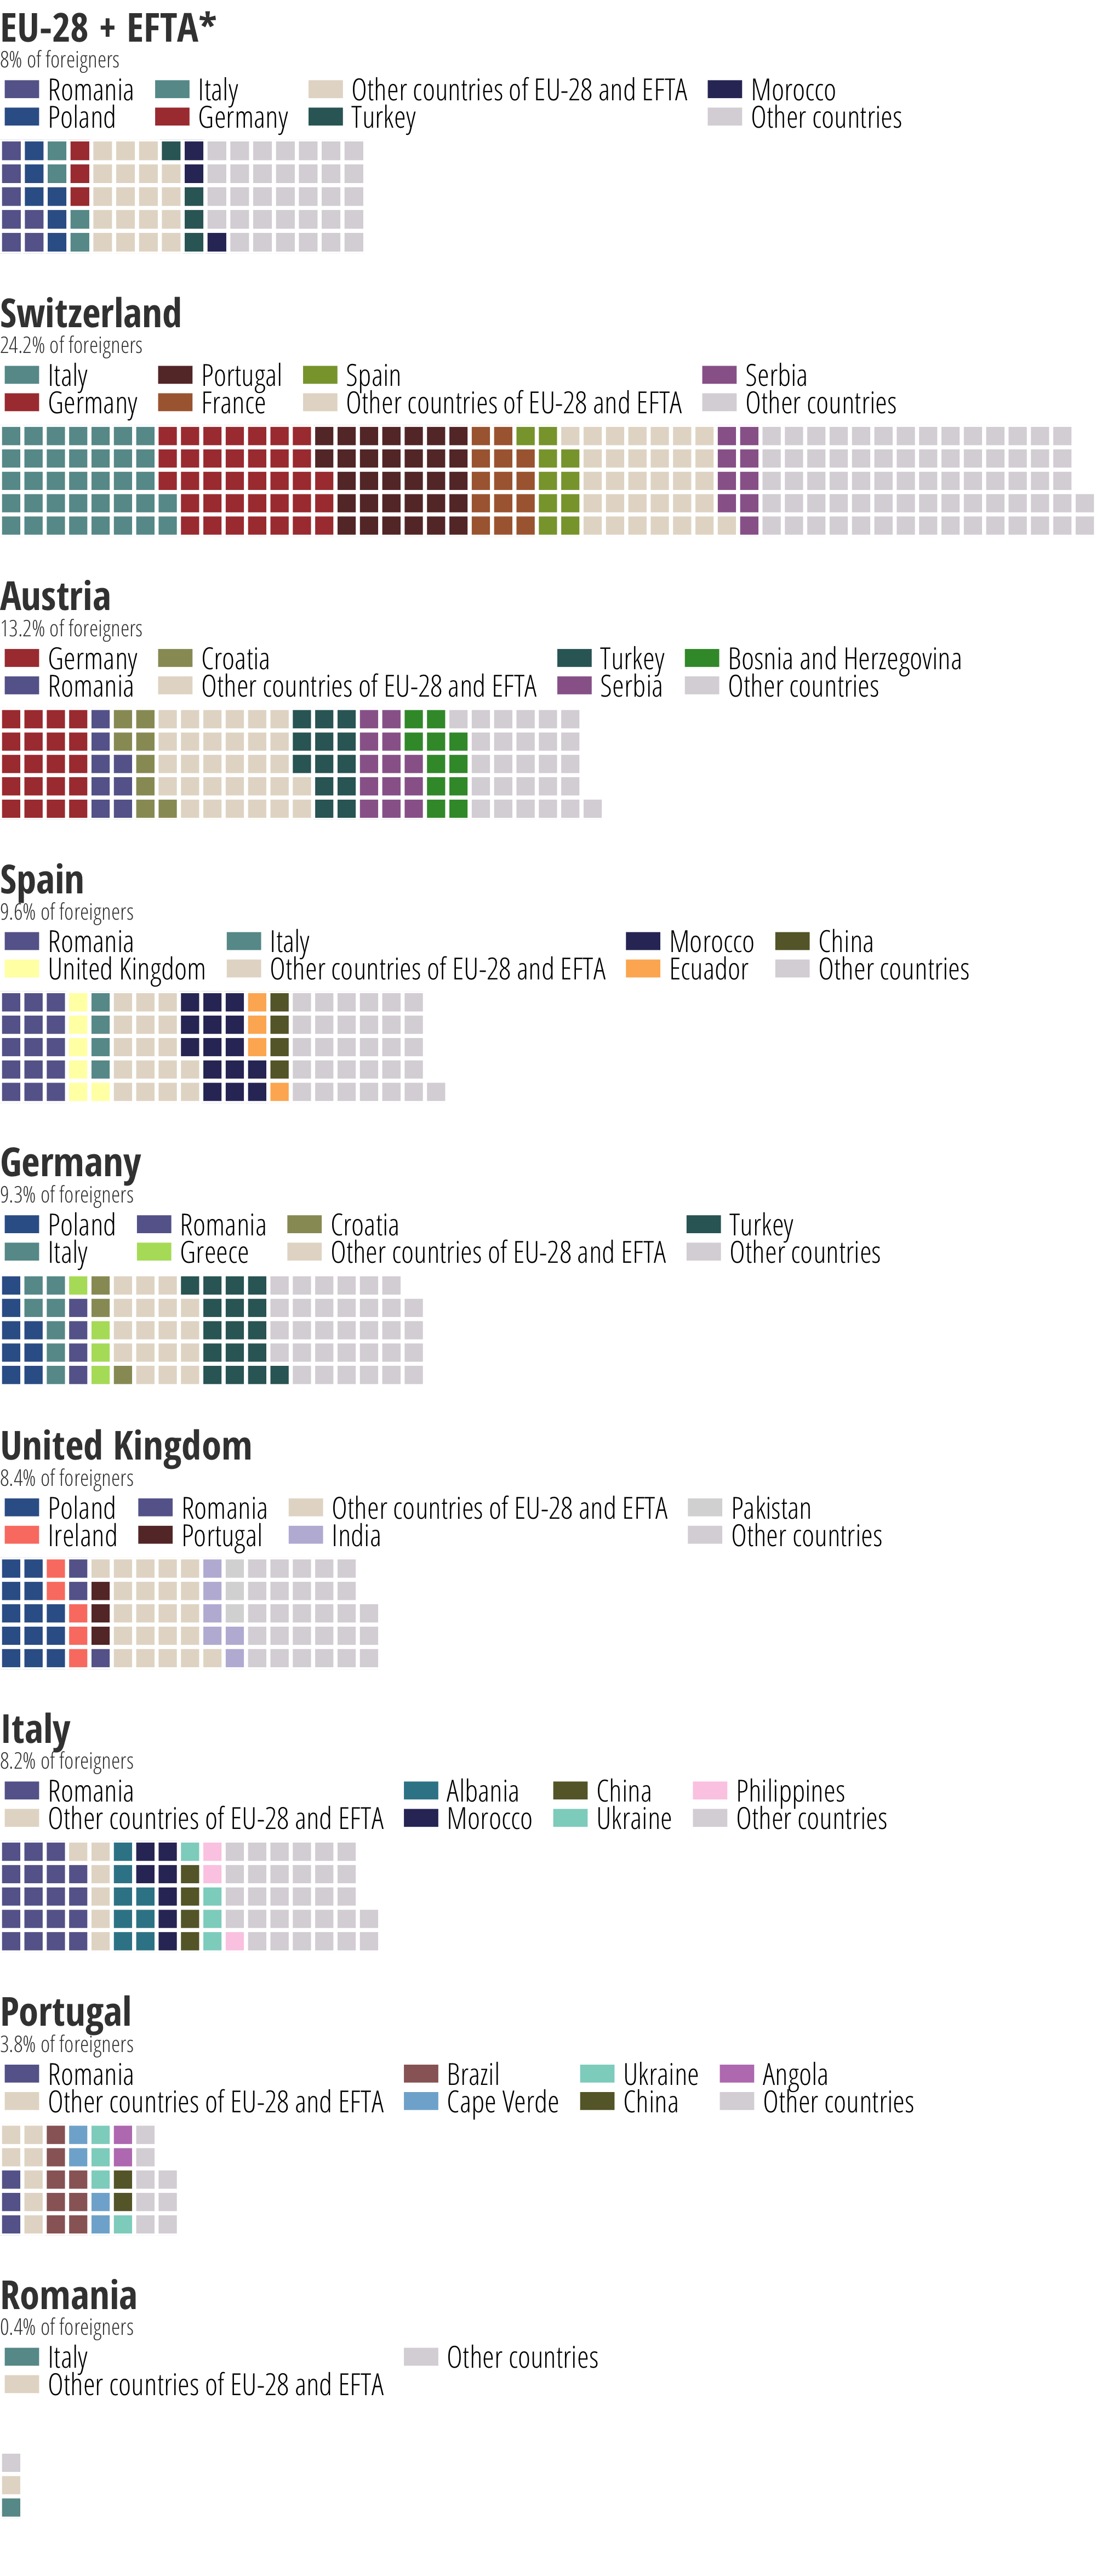 EU-28 + EFTA*
8% of foreigners
Romania Italy Other countries of EU-28 and EFTA Morocco
Poland Germany Turkey Other countries
Switzerland
24.2% of foreigners
Italy Portugal Spain Serbia
Germany France Other countries of EU-28 and EFTA Other countries
Austria
13.2% of foreigners
Germany Croatia Turkey Bosnia and Herzegovina
Romania Other countries of EU-28 and EFTA Serbia Other countries
Spain
9.6% of foreigners
Romania Italy Morocco China
United Kingdom Other countries of EU-28 and EFTA Ecuador Other countries
Germany
9.3% of foreigners
Poland Romania Croatia Turkey
Italy Greece Other countries of EU-28 and EFTA Other countries
United Kingdom
8.4% of foreigners
Poland Romania Other countries of EU-28 and EFTA Pakistan
Ireland Portugal India Other countries
Italy
8.2% of foreigners
Romania Albania China Philippines
Other countries of EU-28 and EFTA Morocco Ukraine Other countries
Portugal
3.8% of foreigners
Romania Brazil Ukraine Angola
Other countries of EU-28 and EFTA Cape Verde China Other countries
Romania
0.4% of foreigners
Italy Other countries
Other countries of EU-28 and EFTA